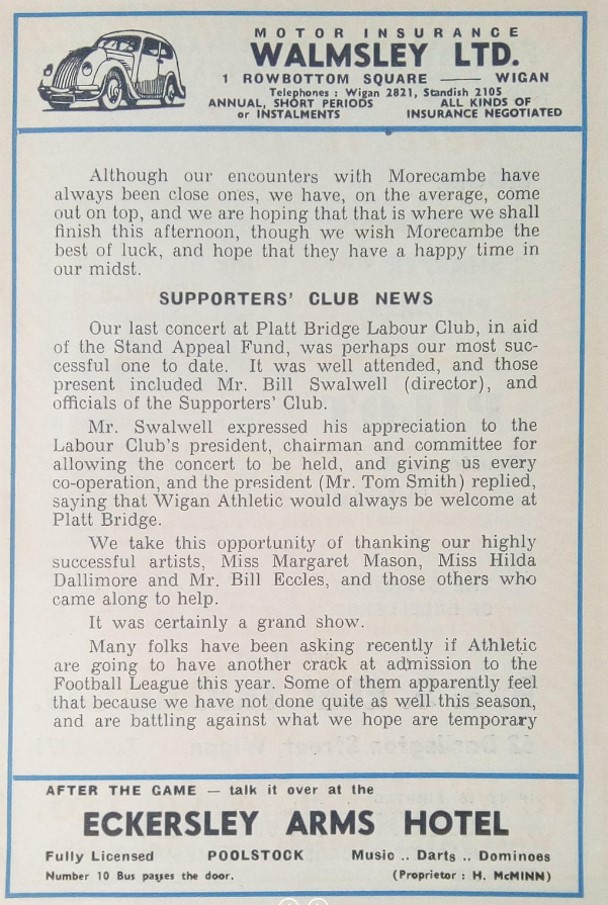 MOTOR INSURANCE
WALMSLEY LTD.
1 ROWBOTTOM SQUARE —— WIGAN
Telephones : Wigan 2821, Standish 2105
ANNUAL, SHORT PERIODS or INSTALMENTS
ALL KINDS OF INSURANCE NEGOTIATED
Although our encounters with Morecambe have
always been close ones, we have, on the average, come
out on top, and we are hoping that that is where we shall
finish this afternoon, though we wish Morecambe the
best of luck, and hope that they have a happy time in
our midst.
SUPPORTERS' CLUB NEWS
Our last concert at Platt Bridge Labour Club, in aid
of the Stand Appeal Fund, was perhaps our most suc-
cessful one to date. It was well attended, and those
present included Mr. Bill Swalwell (director), and
officials of the Supporters' Club.
Mr. Swalwell expressed his appreciation to the
Labour Club's president, chairman and committee for
allowing the concert to be held, and giving us every
co-operation, and the president (Mr. Tom Smith) replied,
saying that Wigan Athletic would always be welcome at
Platt Bridge.
We take this opportunity of thanking our highly
successful artists, Miss Margaret Mason, Miss Hilda
Dallimore and Mr. Bill Eccles, and those others who
came along to help.
It was certainly a grand show.
Many folks have been asking recently if Athletic
are going to have another crack at admission to the
Football League this year. Some of them apparently feel
that because we have not done quite as well this season,
and are battling against what we hope are temporary
AFTER THE GAME — talk it over at the
ECKERSLEY ARMS HOTEL
Fully Licensed POOLSTOCK Music .. Darts .. Dominoes
Number 10 Bus passes the door. (Proprietor : H. McMINN)